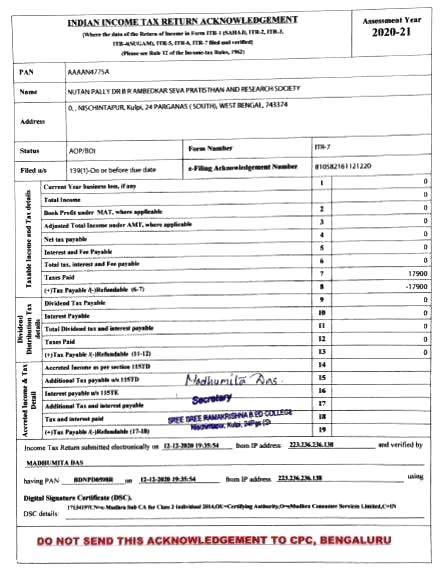 INDIAN INCOME TAX RETURN ACKNOWLEDGEMENT
[Where the data of the Return of Income in Form ITR-1 (SAHAJ), ITR-2, ITR-3,
ITR-4(SUGAM), ITR-5, ITR-6, ITR-7 filed and verified]
(Please see Rule 12 of the Income-tax Rules, 1962)
Assessment Year
2020-21
PAN AAAAN4775A
Name NUTAN PALLY DR B R AMBEDKAR SEVA PRATISTHAN AND RESEARCH SOCIETY
Address 0, , NISCHINTAPUR, Kulpi, 24 PARGANAS (SOUTH), WEST BENGAL, 743374
Status AOP/BOI Form Number ITR-7
Filed u/s 139(1)-On or before due date e-Filing Acknowledgement Number 810582161121220
Taxable Income and Tax details
Current Year business loss, if any 1 0
Total Income 0
Book Profit under MAT, where applicable 2 0
Adjusted Total Income under AMT, where applicable 3 0
Net tax payable 4 0
Interest and Fee Payable 5 0
Total tax, interest and Fee payable 6 0
Taxes Paid 7 17900
(+)Tax Payable /(-)Refundable (6-7) 8 -17900
Dividend Distribution Tax details
Dividend Tax Payable 9 0
Interest Payable 10 0
Total Dividend tax and interest payable 11 0
Taxes Paid 12 0
(+)Tax Payable /(-)Refundable (11-12) 13 0
Accreted Income & Tax Detail
Accreted Income as per section 115TD 14
Additional Tax payable u/s 115TD 15
Interest payable u/s 115TE 16
Additional Tax and interest payable 17
Tax and interest paid 18
(+)Tax Payable /(-)Refundable (17-18) 19
Madhumita Das.
Secretary
SREE SREE RAMAKRISHNA B.ED COLLEGE
Nischintapur, Kulpi, 24Pgs (S)
Income Tax Return submitted electronically on 12-12-2020 19:35:54 from IP address 223.236.236.138 and verified by
MADHUMITA DAS
having PAN BDNPD0598R on 12-12-2020 19:35:54 from IP address 223.236.236.138 using
Digital Signature Certificate (DSC).
DSC details: 17134197CN=e-Mudhra Sub CA for Class 2 Individual 2014,OU=Certifying Authority,O=eMudhra Consumer Services Limited,C=IN
DO NOT SEND THIS ACKNOWLEDGEMENT TO CPC, BENGALURU